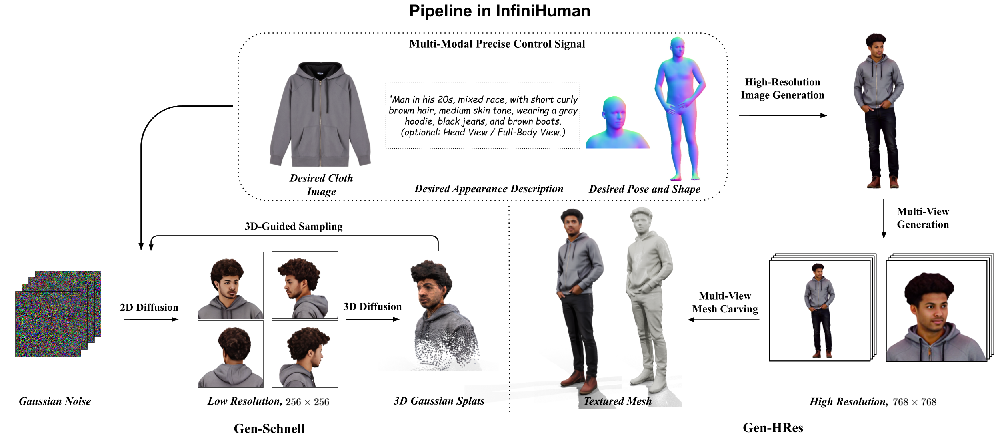 Pipeline in InfiniHuman
Multi-Modal Precise Control Signal
“Man in his 20s, mixed race, with short curly
brown hair, medium skin tone, wearing a gray
hoodie, black jeans, and brown boots.
(optional: Head View / Full-Body View.)
Desired Cloth
Image
Desired Appearance Description
Desired Pose and Shape
High-Resolution
Image Generation
Multi-View
Generation
3D-Guided Sampling
2D Diffusion
3D Diffusion
Multi-View
Mesh Carving
Gaussian Noise
Low Resolution, 256 × 256
3D Gaussian Splats
Textured Mesh
High Resolution, 768 × 768
Gen-Schnell
Gen-HRes